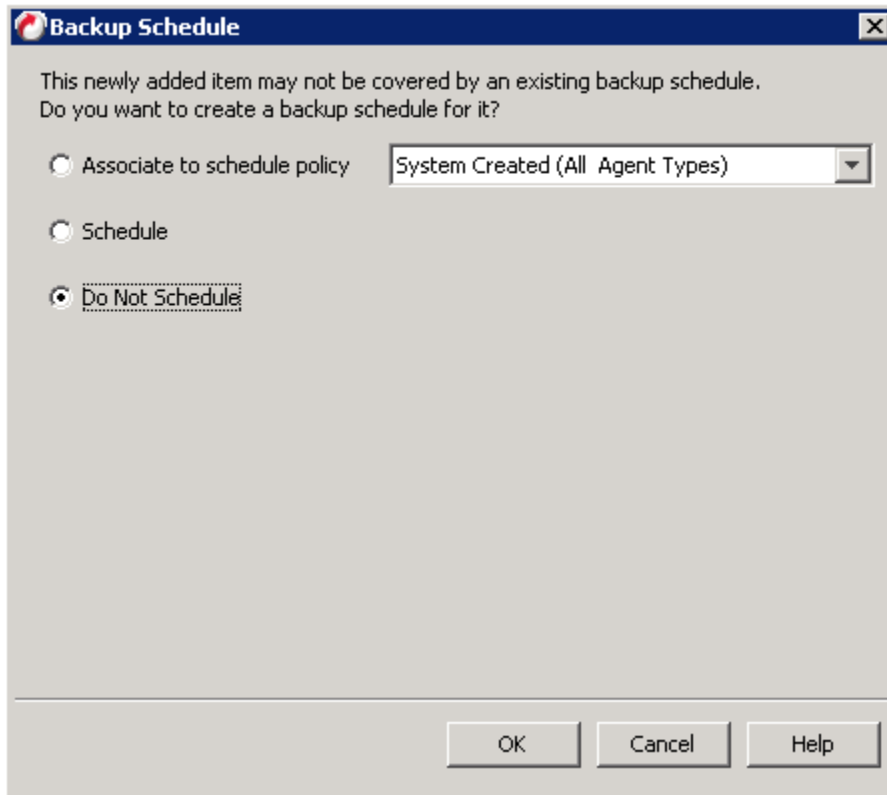 Backup Schedule
This newly added item may not be covered by an existing backup schedule.
Do you want to create a backup schedule for it?
Associate to schedule policy System Created (All Agent Types)
Schedule
Do Not Schedule
OK Cancel Help